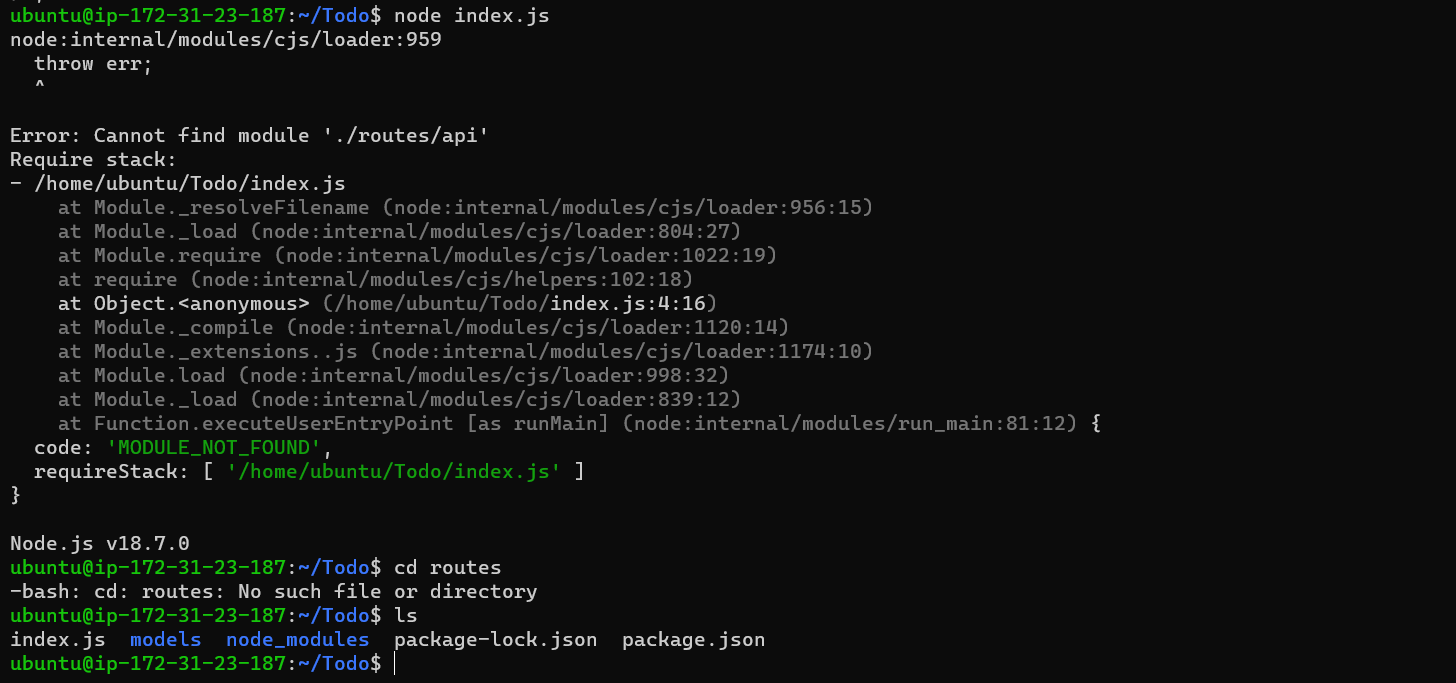 ubuntu@ip-172-31-23-187:~/Todo$ node index.js
node:internal/modules/cjs/loader:959
  throw err;
  ^

Error: Cannot find module './routes/api'
Require stack:
- /home/ubuntu/Todo/index.js
    at Module._resolveFilename (node:internal/modules/cjs/loader:956:15)
    at Module._load (node:internal/modules/cjs/loader:804:27)
    at Module.require (node:internal/modules/cjs/loader:1022:19)
    at require (node:internal/modules/cjs/helpers:102:18)
    at Object.<anonymous> (/home/ubuntu/Todo/index.js:4:16)
    at Module._compile (node:internal/modules/cjs/loader:1120:14)
    at Module._extensions..js (node:internal/modules/cjs/loader:1174:10)
    at Module.load (node:internal/modules/cjs/loader:998:32)
    at Module._load (node:internal/modules/cjs/loader:839:12)
    at Function.executeUserEntryPoint [as runMain] (node:internal/modules/run_main:81:12) {
  code: 'MODULE_NOT_FOUND',
  requireStack: [ '/home/ubuntu/Todo/index.js' ]
}

Node.js v18.7.0
ubuntu@ip-172-31-23-187:~/Todo$ cd routes
-bash: cd: routes: No such file or directory
ubuntu@ip-172-31-23-187:~/Todo$ ls
index.js  models  node_modules  package-lock.json  package.json
ubuntu@ip-172-31-23-187:~/Todo$